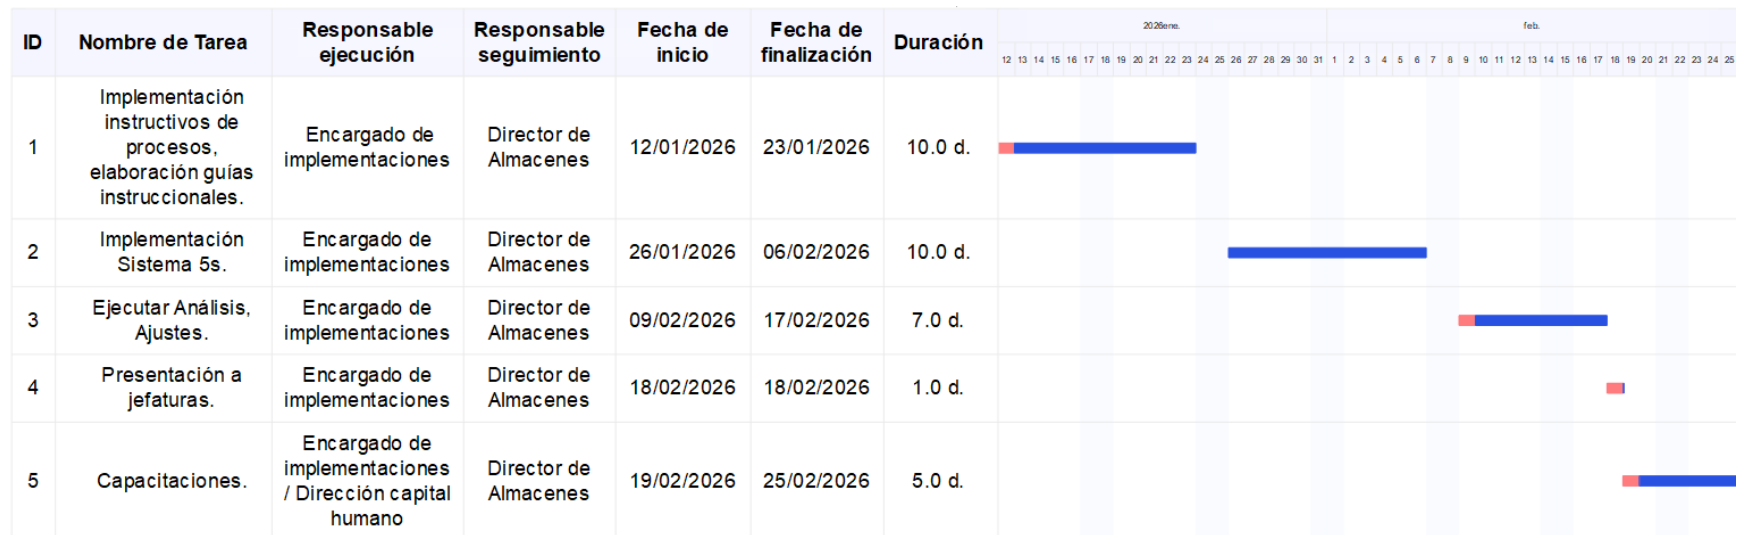 ID Nombre de Tarea Responsable ejecución Responsable seguimiento Fecha de inicio Fecha de finalización Duración 2026ene. feb.
12 13 14 15 16 17 18 19 20 21 22 23 24 25 26 27 28 29 30 31 1 2 3 4 5 6 7 8 9 10 11 12 13 14 15 16 17 18 19 20 21 22 23 24 25
1 Implementación instructivos de procesos, elaboración guías instruccionales. Encargado de implementaciones Director de Almacenes 12/01/2026 23/01/2026 10.0 d.
2 Implementación Sistema 5s. Encargado de implementaciones Director de Almacenes 26/01/2026 06/02/2026 10.0 d.
3 Ejecutar Análisis, Ajustes. Encargado de implementaciones Director de Almacenes 09/02/2026 17/02/2026 7.0 d.
4 Presentación a jefaturas. Encargado de implementaciones Director de Almacenes 18/02/2026 18/02/2026 1.0 d.
5 Capacitaciones. Encargado de implementaciones / Dirección capital humano Director de Almacenes 19/02/2026 25/02/2026 5.0 d.